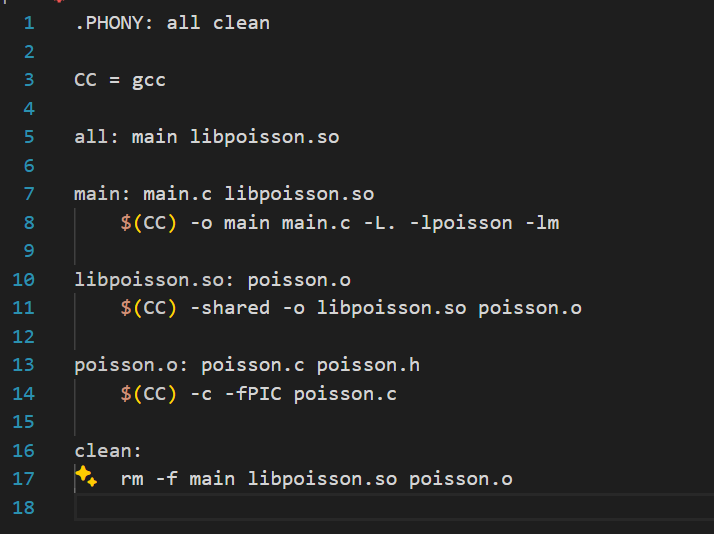 1 .PHONY: all clean
2
3 CC = gcc
4
5 all: main libpoisson.so
6
7 main: main.c libpoisson.so
8 $(CC) -o main main.c -L. -lpoisson -lm
9
10 libpoisson.so: poisson.o
11 $(CC) -shared -o libpoisson.so poisson.o
12
13 poisson.o: poisson.c poisson.h
14 $(CC) -c -fPIC poisson.c
15
16 clean:
17 rm -f main libpoisson.so poisson.o
18